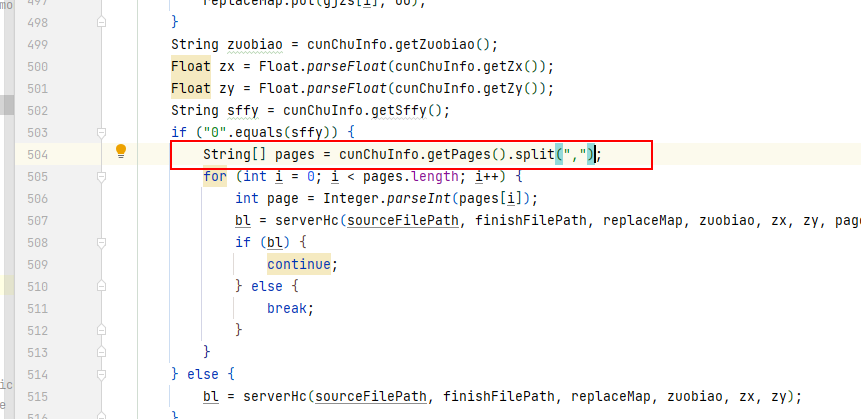 mo
497 replaceMap.put(gjzs[i], 00);
498 }
499 String zuobiao = cunChuInfo.getZuobiao();
500 Float zx = Float.parseFloat(cunChuInfo.getZx());
501 Float zy = Float.parseFloat(cunChuInfo.getZy());
502 String sffy = cunChuInfo.getSffy();
503 if ("0".equals(sffy)) {
504 String[] pages = cunChuInfo.getPages().split(",");
505 for (int i = 0; i < pages.length; i++) {
506 int page = Integer.parseInt(pages[i]);
507 bl = serverHc(sourceFilePath, finishFilePath, replaceMap, zuobiao, zx, zy, pag
508 if (bl) {
509 continue;
510 } else {
511 break;
512 }
513 }
514 } else {
515 bl = serverHc(sourceFilePath, finishFilePath, replaceMap, zuobiao, zx, zy);
ic
e
516 }